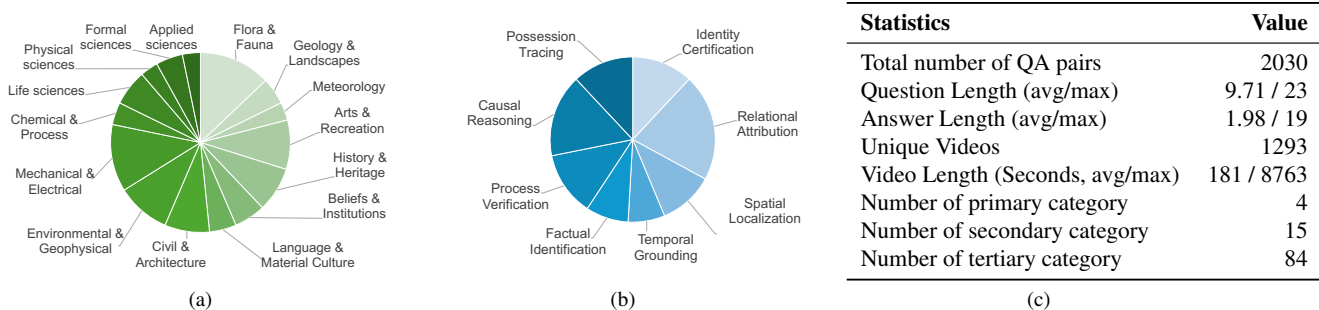 Formal
sciences
Applied
sciences
Flora &
Fauna
Geology &
Landscapes
Meteorology
Arts &
Recreation
History &
Heritage
Beliefs &
Institutions
Language &
Material Culture
Civil &
Architecture
Environmental &
Geophysical
Mechanical &
Electrical
Chemical &
Process
Life sciences
Physical
sciences
(a)
Possession
Tracing
Identity
Certification
Relational
Attribution
Spatial
Localization
Temporal
Grounding
Factual
Identification
Process
Verification
Causal
Reasoning
(b)
Statistics Value
Total number of QA pairs 2030
Question Length (avg/max) 9.71 / 23
Answer Length (avg/max) 1.98 / 19
Unique Videos 1293
Video Length (Seconds, avg/max) 181 / 8763
Number of primary category 4
Number of secondary category 15
Number of tertiary category 84
(c)